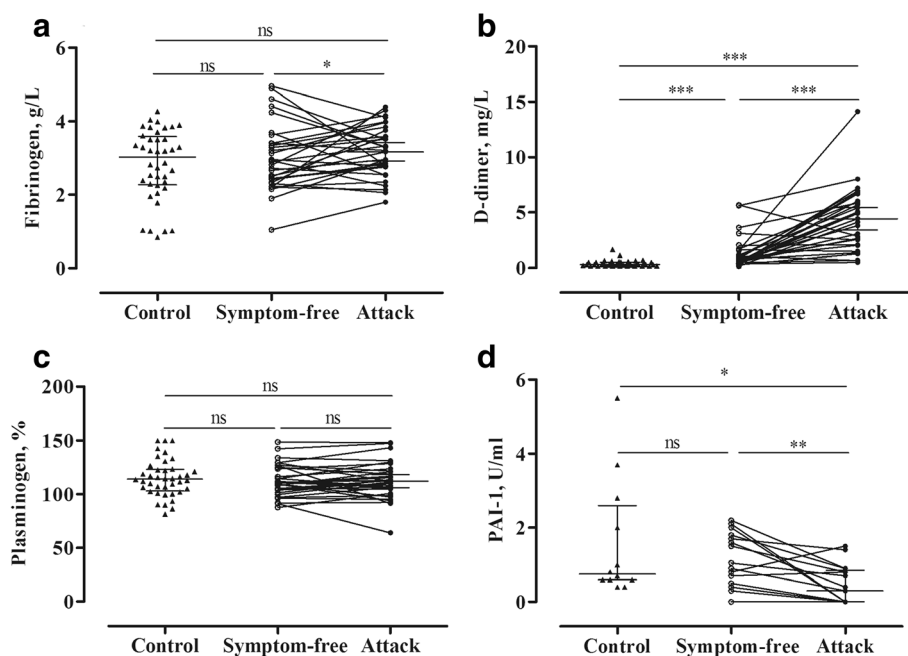 a
ns
ns
*
Fibrinogen, g/L
6
4
2
0
Control
Symptom-free
Attack
b
***
***
***
D-dimer, mg/L
20
15
10
5
0
Control
Symptom-free
Attack
c
ns
ns
ns
Plasminogen, %
200
150
100
50
0
Control
Symptom-free
Attack
d
*
ns
**
PAI-1, U/ml
6
4
2
0
Control
Symptom-free
Attack